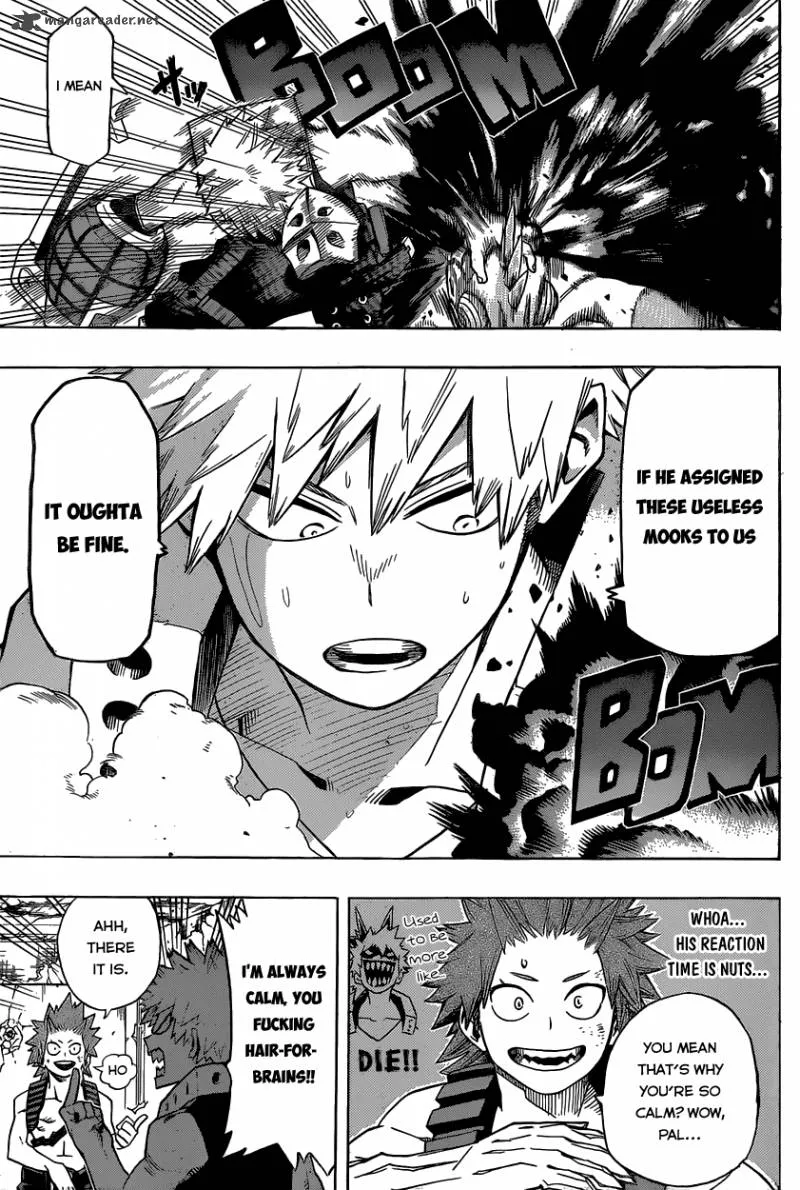 mangareader.net
BOOM
I MEAN
ガッ
IF HE ASSIGNED
THESE USELESS
MOOKS TO US
IT OUGHTA
BE FINE.
BOM
WHOA...
HIS REACTION
TIME IS NUTS...
Used
to be
more
like...
DIE!!
YOU MEAN
THAT'S WHY
YOU'RE SO
CALM? WOW,
PAL...
I'M ALWAYS
CALM, YOU
FUCKING
HAIR-FOR-
BRAINS!!
AHH,
THERE
IT IS.
HO